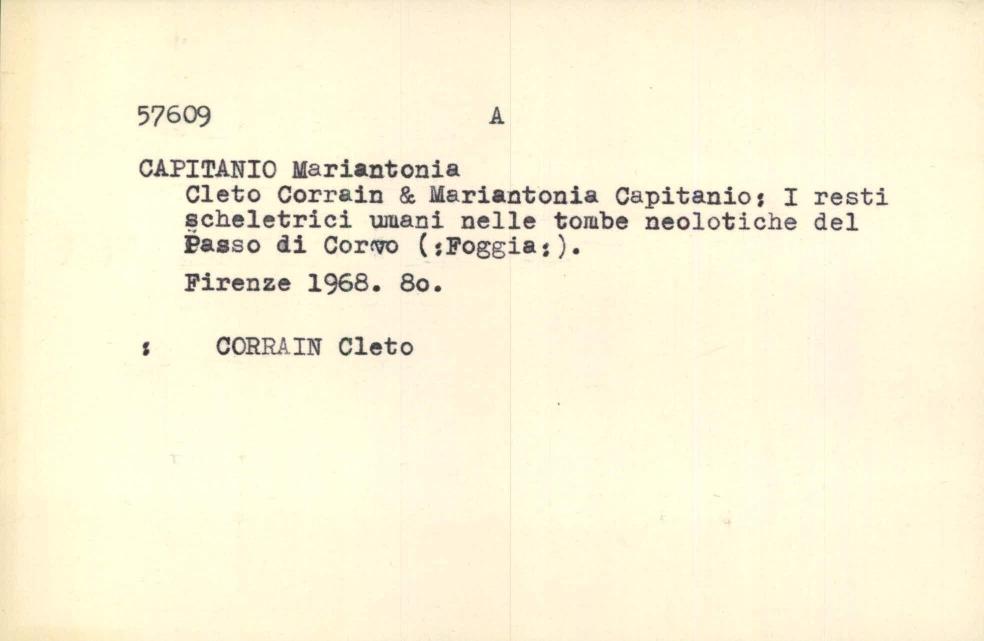 57609 A
CAPITANIO Mariantonia
Cleto Corrain & Mariantonia Capitanio: I resti
scheletrici umani nelle tombe neolotiche del
Passo di Corvo (:Foggia:).
Firenze 1968. 8o.
: CORRAIN Cleto